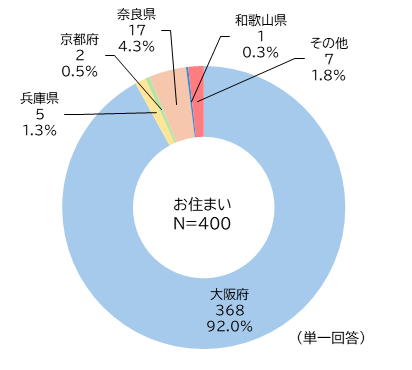 奈良県
17
4.3%
和歌山県
1
0.3%
京都府
2
0.5%
その他
7
1.8%
兵庫県
5
1.3%
お住まい
N=400
大阪府
368
92.0%
（単一回答）